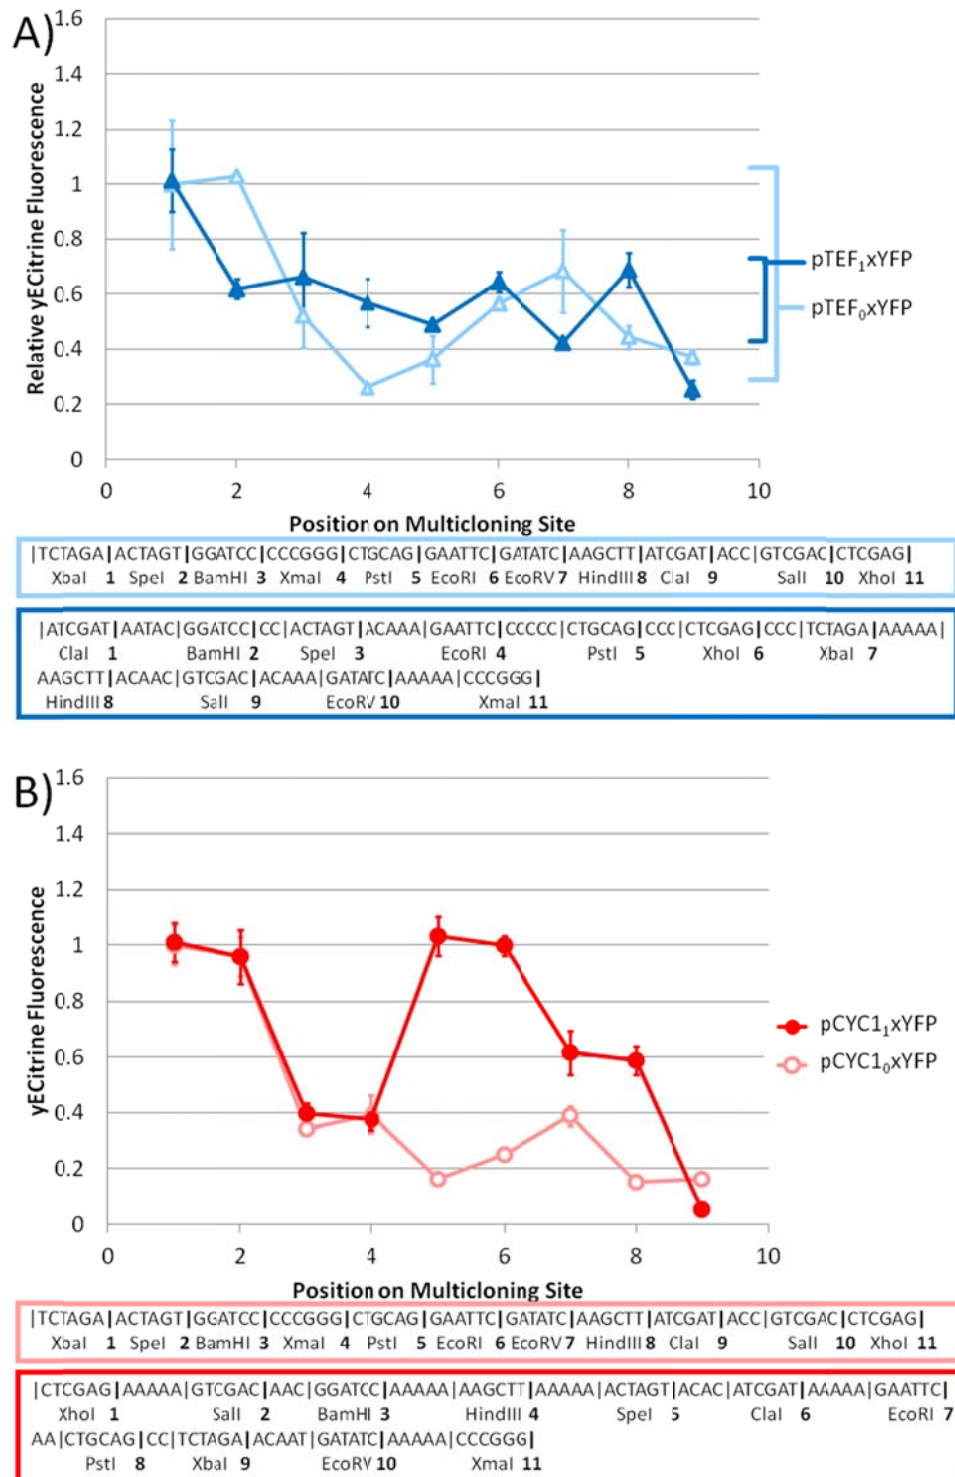 A)
1.6
1.4
1.2
1
0.8
0.6
0.4
0.2
0
Relative yECitrine Fluorescence
pTEF₁xYFP
pTEF₀xYFP
0 2 4 6 8 10
Position on Multicloning Site
|TCTAGA|ACTAGT|GGATCC|CCCGGG|CTGCAG|GAATTC|GATATC|AAGCTT|ATCGAT|ACC|GTCGAC|CTCGAG|
XbaI 1 SpeI 2 BamHI 3 XmaI 4 PstI 5 EcoRI 6 EcoRV 7 HindIII 8 ClaI 9 SalI 10 XhoI 11
|ATCGAT|AATAC|GGATCC|CC|ACTAGT|ACAAA|GAATTC|CCCCC|CTGCAG|CCC|CTCGAG|CCC|TCTAGA|AAAAA|
ClaI 1 BamHI 2 SpeI 3 EcoRI 4 PstI 5 XhoI 6 XbaI 7
AAGCTT|ACAAC|GTCGAC|ACAAA|GATATC|AAAAA|CCCGGG|
HindIII 8 SalI 9 EcoRV 10 XmaI 11
B)
1.6
1.4
1.2
1
0.8
0.6
0.4
0.2
0
yECitrine Fluorescence
pCYC1₁xYFP
pCYC1₀xYFP
0 2 4 6 8 10
Position on Multicloning Site
|TCTAGA|ACTAGT|GGATCC|CCCGGG|CTGCAG|GAATTC|GATATC|AAGCTT|ATCGAT|ACC|GTCGAC|CTCGAG|
XbaI 1 SpeI 2 BamHI 3 XmaI 4 PstI 5 EcoRI 6 EcoRV 7 HindIII 8 ClaI 9 SalI 10 XhoI 11
|CTCGAG|AAAAA|GTCGAC|AAC|GGATCC|AAAAA|AAGCTT|AAAAA|ACTAGT|ACAC|ATCGAT|AAAAA|GAATTC|
XhoI 1 SalI 2 BamHI 3 HindIII 4 SpeI 5 ClaI 6 EcoRI 7
AA|CTGCAG|CC|TCTAGA|ACAAT|GATATC|AAAAA|CCCGGG|
PstI 8 XbaI 9 EcoRV 10 XmaI 11